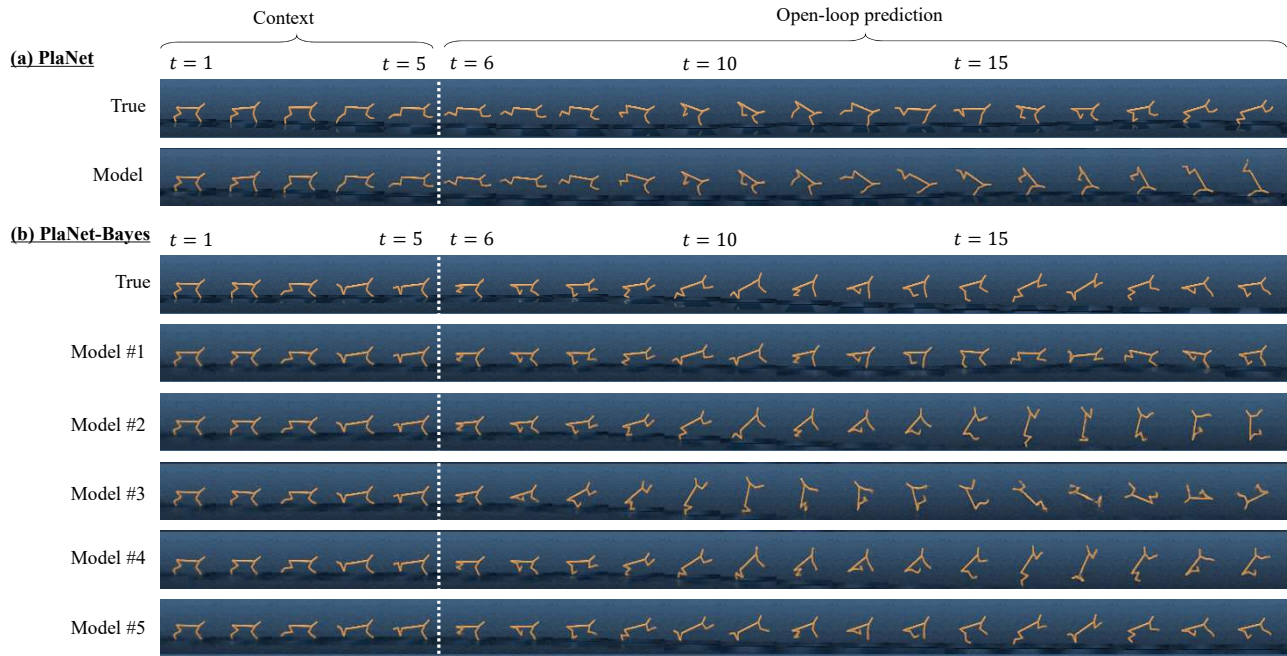 Context Open-loop prediction
(a) PlaNet
t = 1 t = 5 t = 6 t = 10 t = 15
True
Model
(b) PlaNet-Bayes
t = 1 t = 5 t = 6 t = 10 t = 15
True
Model #1
Model #2
Model #3
Model #4
Model #5